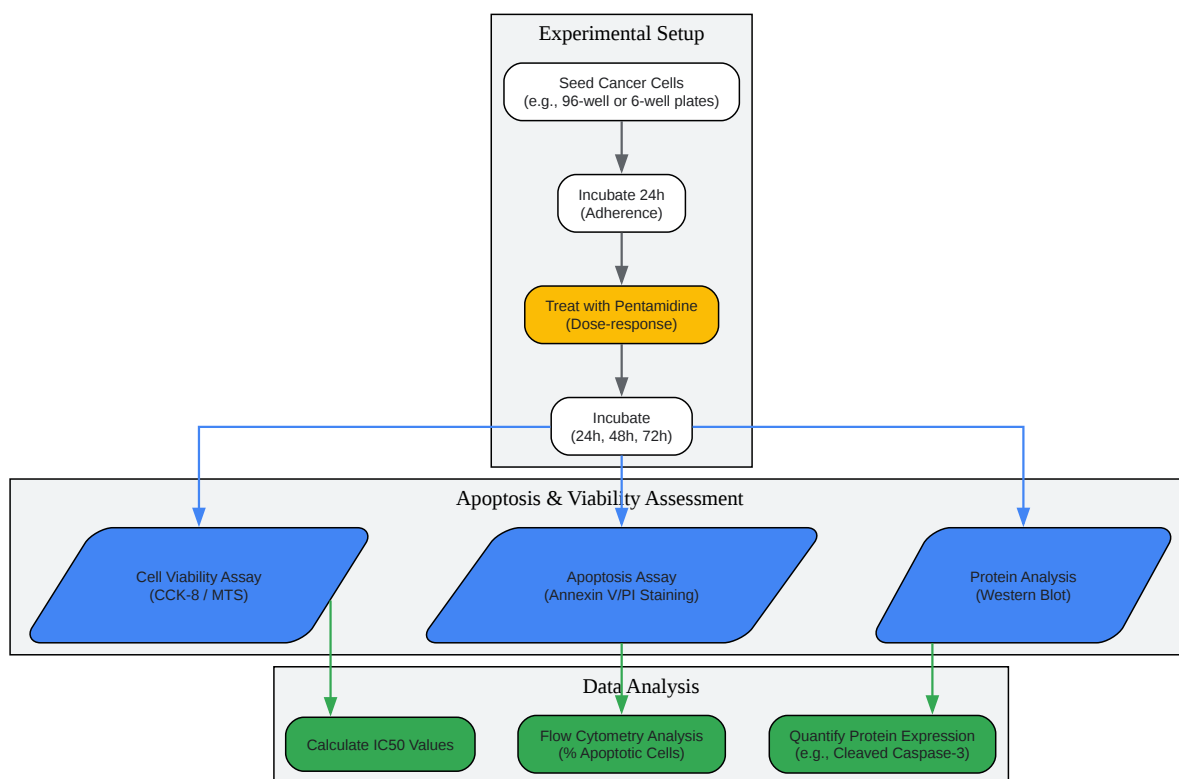 Experimental Setup
Seed Cancer Cells
(e.g., 96-well or 6-well plates)
Incubate 24h
(Adherence)
Treat with Pentamidine
(Dose-response)
Incubate
(24h, 48h, 72h)
Apoptosis & Viability Assessment
Cell Viability Assay
(CCK-8 / MTS)
Apoptosis Assay
(Annexin V/PI Staining)
Protein Analysis
(Western Blot)
Data Analysis
Calculate IC50 Values
Flow Cytometry Analysis
(% Apoptotic Cells)
Quantify Protein Expression
(e.g., Cleaved Caspase-3)